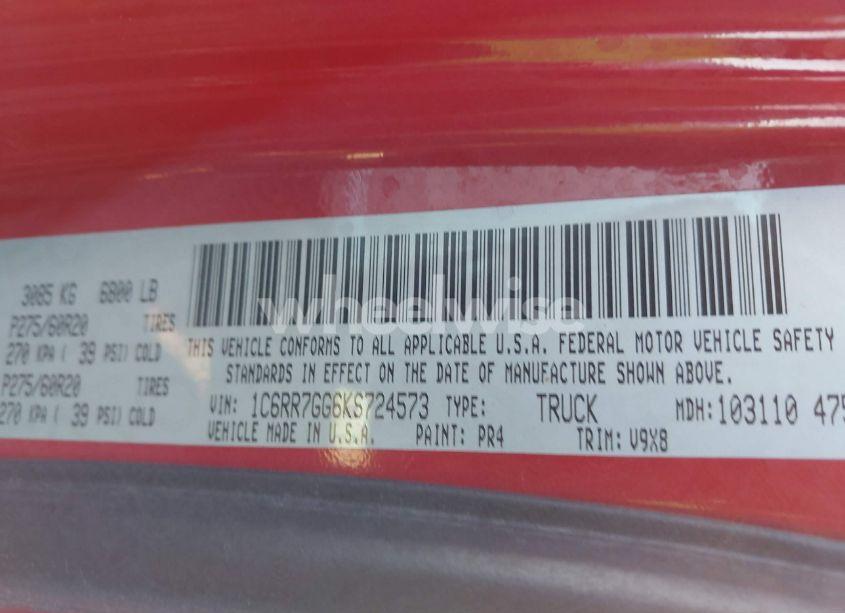 3085 KG 6800 LB
P275/60R20 TIRES
270 KPA ( 39 PSI) COLD
P275/60R20 TIRES
270 KPA ( 39 PSI) COLD
THIS VEHICLE CONFORMS TO ALL APPLICABLE U.S.A. FEDERAL MOTOR VEHICLE SAFETY
STANDARDS IN EFFECT ON THE DATE OF MANUFACTURE SHOWN ABOVE.
VIN: 1C6RR7GG6KS724573 TYPE: TRUCK MDH: 103110 475
VEHICLE MADE IN U.S.A. PAINT: PR4 TRIM: V9X8
wheelwise